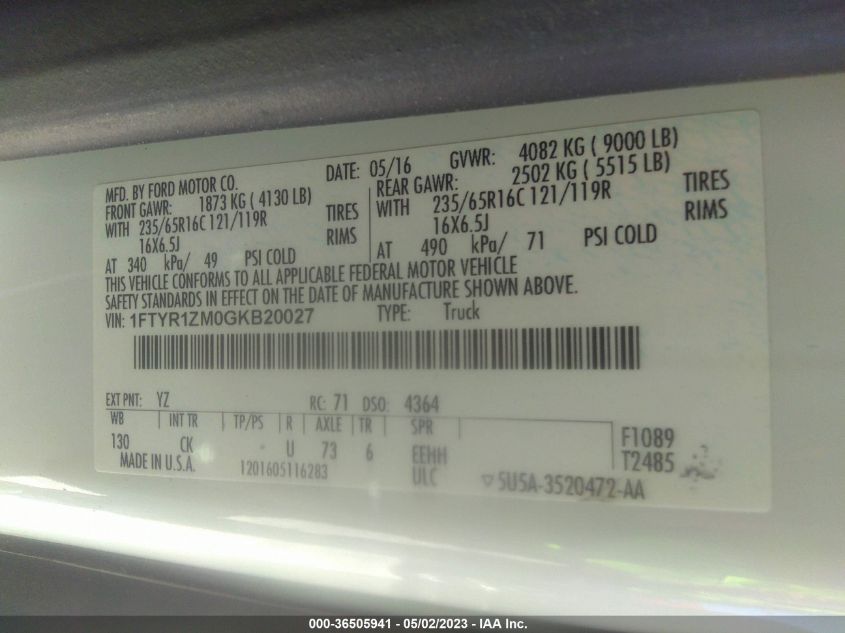 MFD. BY FORD MOTOR CO. DATE: 05/16 GVWR: 4082 KG ( 9000 LB)
FRONT GAWR: 1873 KG ( 4130 LB) REAR GAWR: 2502 KG ( 5515 LB)
WITH 235/65R16C 121/119R TIRES WITH 235/65R16C 121/119R TIRES
16X6.5J RIMS 16X6.5J RIMS
AT 340 kPa/ 49 PSI COLD AT 490 kPa/ 71 PSI COLD
THIS VEHICLE CONFORMS TO ALL APPLICABLE FEDERAL MOTOR VEHICLE
SAFETY STANDARDS IN EFFECT ON THE DATE OF MANUFACTURE SHOWN ABOVE.
VIN: 1FTYR1ZM0GKB20027 TYPE: Truck
EXT PNT: YZ RC: 71 DSO: 4364
WB INT TR TP/PS R AXLE TR SPR
130 CK - U 73 6 EEHH F1089
MADE IN U.S.A. 1201605116283 ULC T2485
▽5U5A-3520472-AA
000-36505941 - 05/02/2023 - IAA Inc.